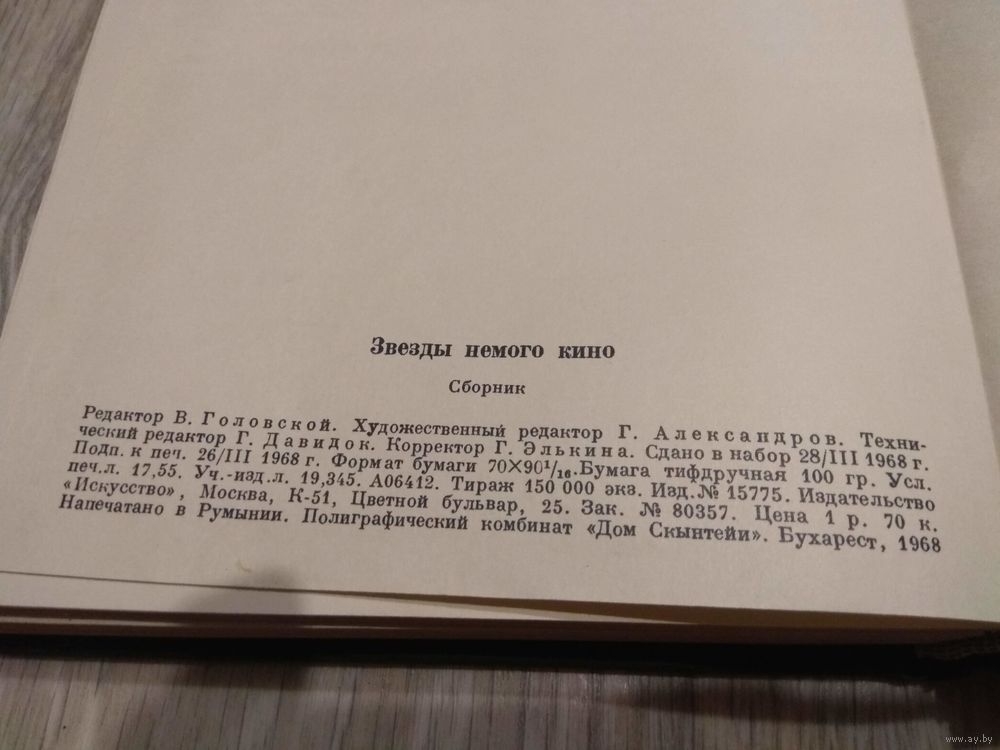 Звезды немого кино
Сборник
Редактор В. Головской. Художественный редактор Г. Александров. Техни-
ческий редактор Г. Давидок. Корректор Г. Элькина. Сдано в набор 28/III 1968 г.
Подп. к печ. 26/III 1968 г. Формат бумаги 70×90¹/₁₆. Бумага тифдручная 100 гр. Усл.
печ.л. 17,55. Уч.-изд.л. 19,345. А06412. Тираж 150 000 экз. Изд.№ 15775. Издательство
«Искусство», Москва, К-51, Цветной бульвар, 25. Зак. № 80357. Цена 1 р. 70 к.
Напечатано в Румынии. Полиграфический комбинат «Дом Скынтейи». Бухарест, 1968
www.ay.by